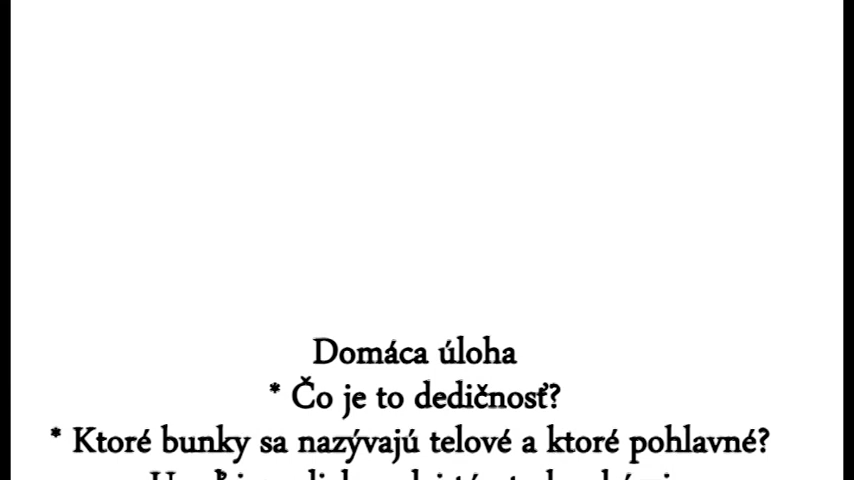 Domáca úloha
* Čo je to dedičnosť?
* Ktoré bunky sa nazývajú telové a ktoré pohlavné?